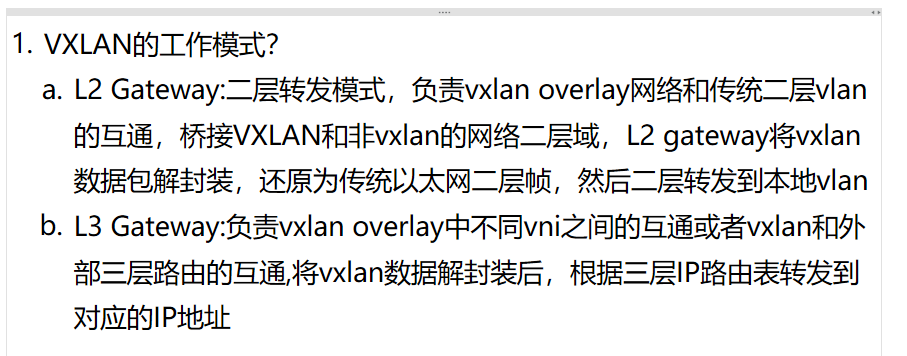 1. VXLAN的工作模式?
a. L2 Gateway:二层转发模式，负责vxlan overlay网络和传统二层vlan
的互通，桥接VXLAN和非vxlan的网络二层域，L2 gateway将vxlan
数据包解封装，还原为传统以太网二层帧，然后二层转发到本地vlan
b. L3 Gateway:负责vxlan overlay中不同vni之间的互通或者vxlan和外
部三层路由的互通,将vxlan数据解封装后，根据三层IP路由表转发到
对应的IP地址